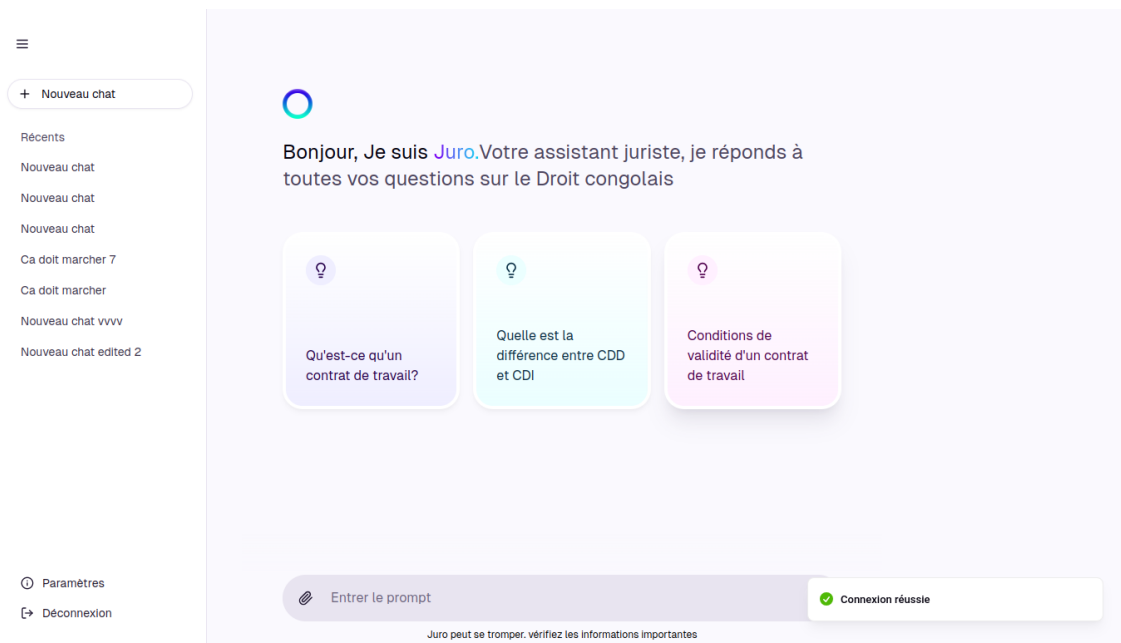 Nouveau chat
Récents
Nouveau chat
Nouveau chat
Nouveau chat
Ca doit marcher 7
Ca doit marcher
Nouveau chat vvvv
Nouveau chat edited 2
Paramètres
Déconnexion
Bonjour, Je suis Juro.Votre assistant juriste, je réponds à
toutes vos questions sur le Droit congolais
Qu'est-ce qu'un
contrat de travail?
Quelle est la
différence entre CDD
et CDI
Conditions de
validité d'un contrat
de travail
Entrer le prompt
Connexion réussie
Juro peut se tromper. vérifiez les informations importantes